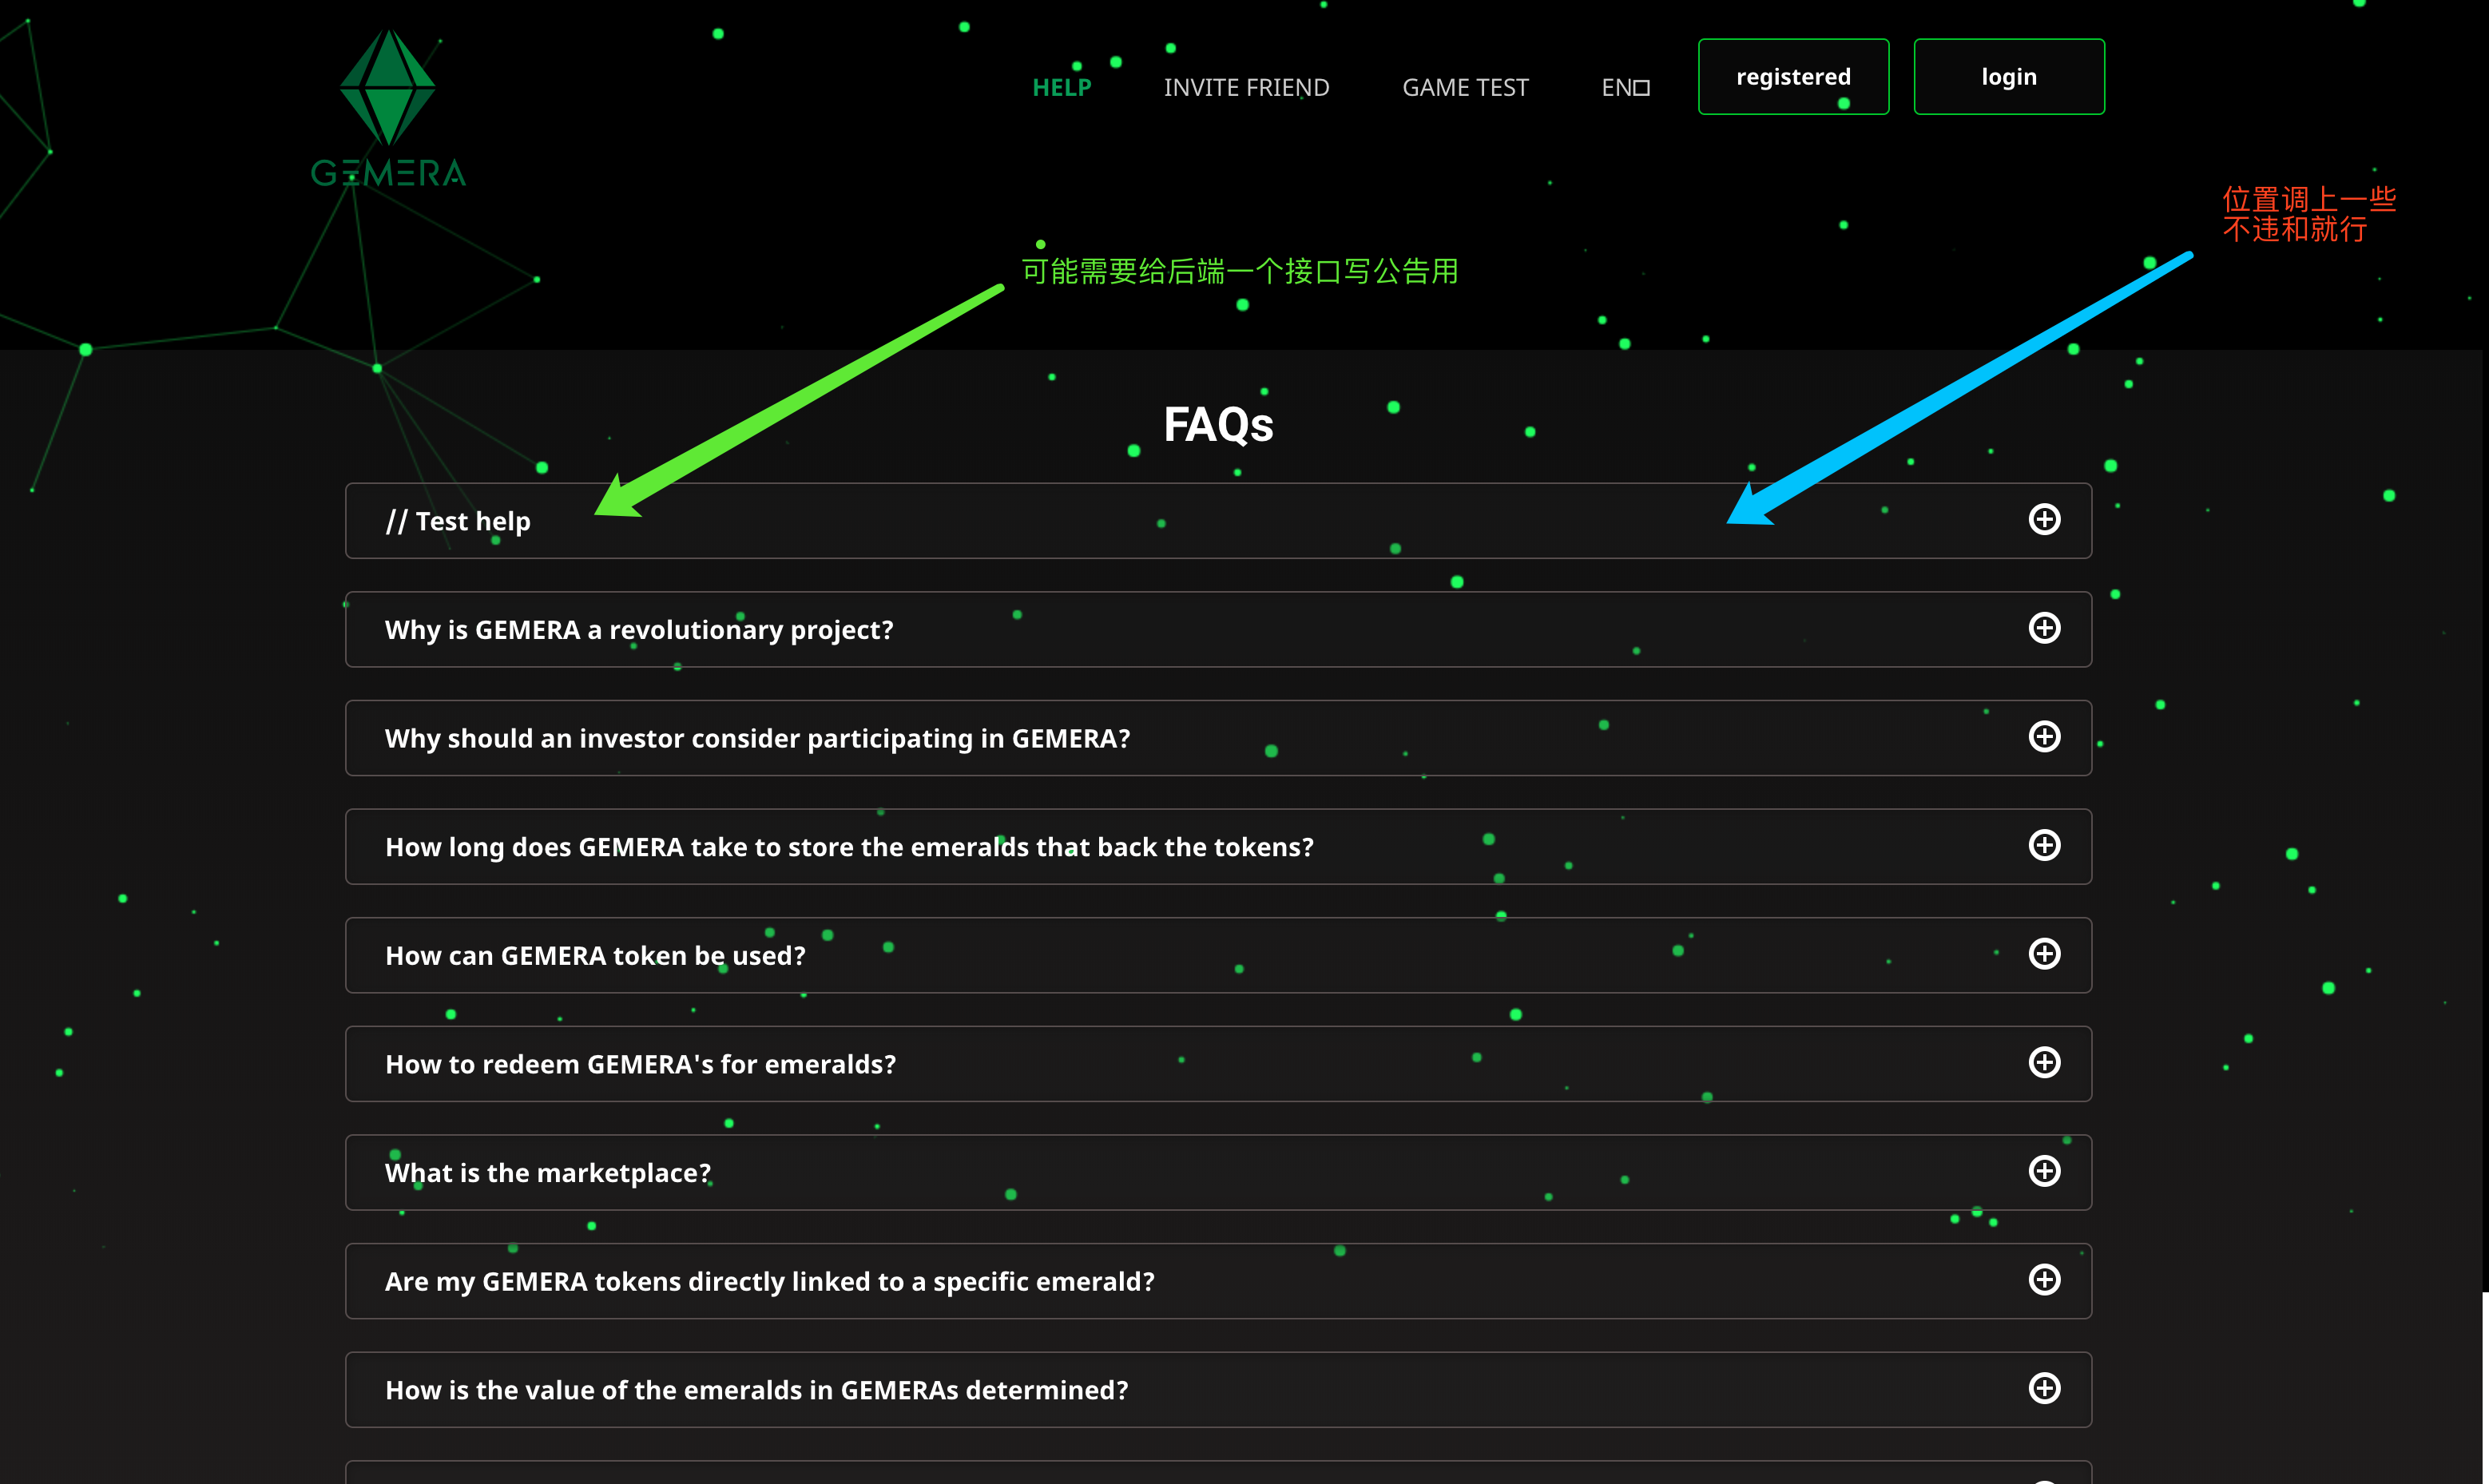 GEMERA
HELP
INVITE FRIEND
GAME TEST
EN
registered
login
位置调上一些
不违和就行
可能需要给后端一个接口写公告用
FAQs
// Test help
Why is GEMERA a revolutionary project?
Why should an investor consider participating in GEMERA?
How long does GEMERA take to store the emeralds that back the tokens?
How can GEMERA token be used?
How to redeem GEMERA's for emeralds?
What is the marketplace?
Are my GEMERA tokens directly linked to a specific emerald?
How is the value of the emeralds in GEMERAs determined?